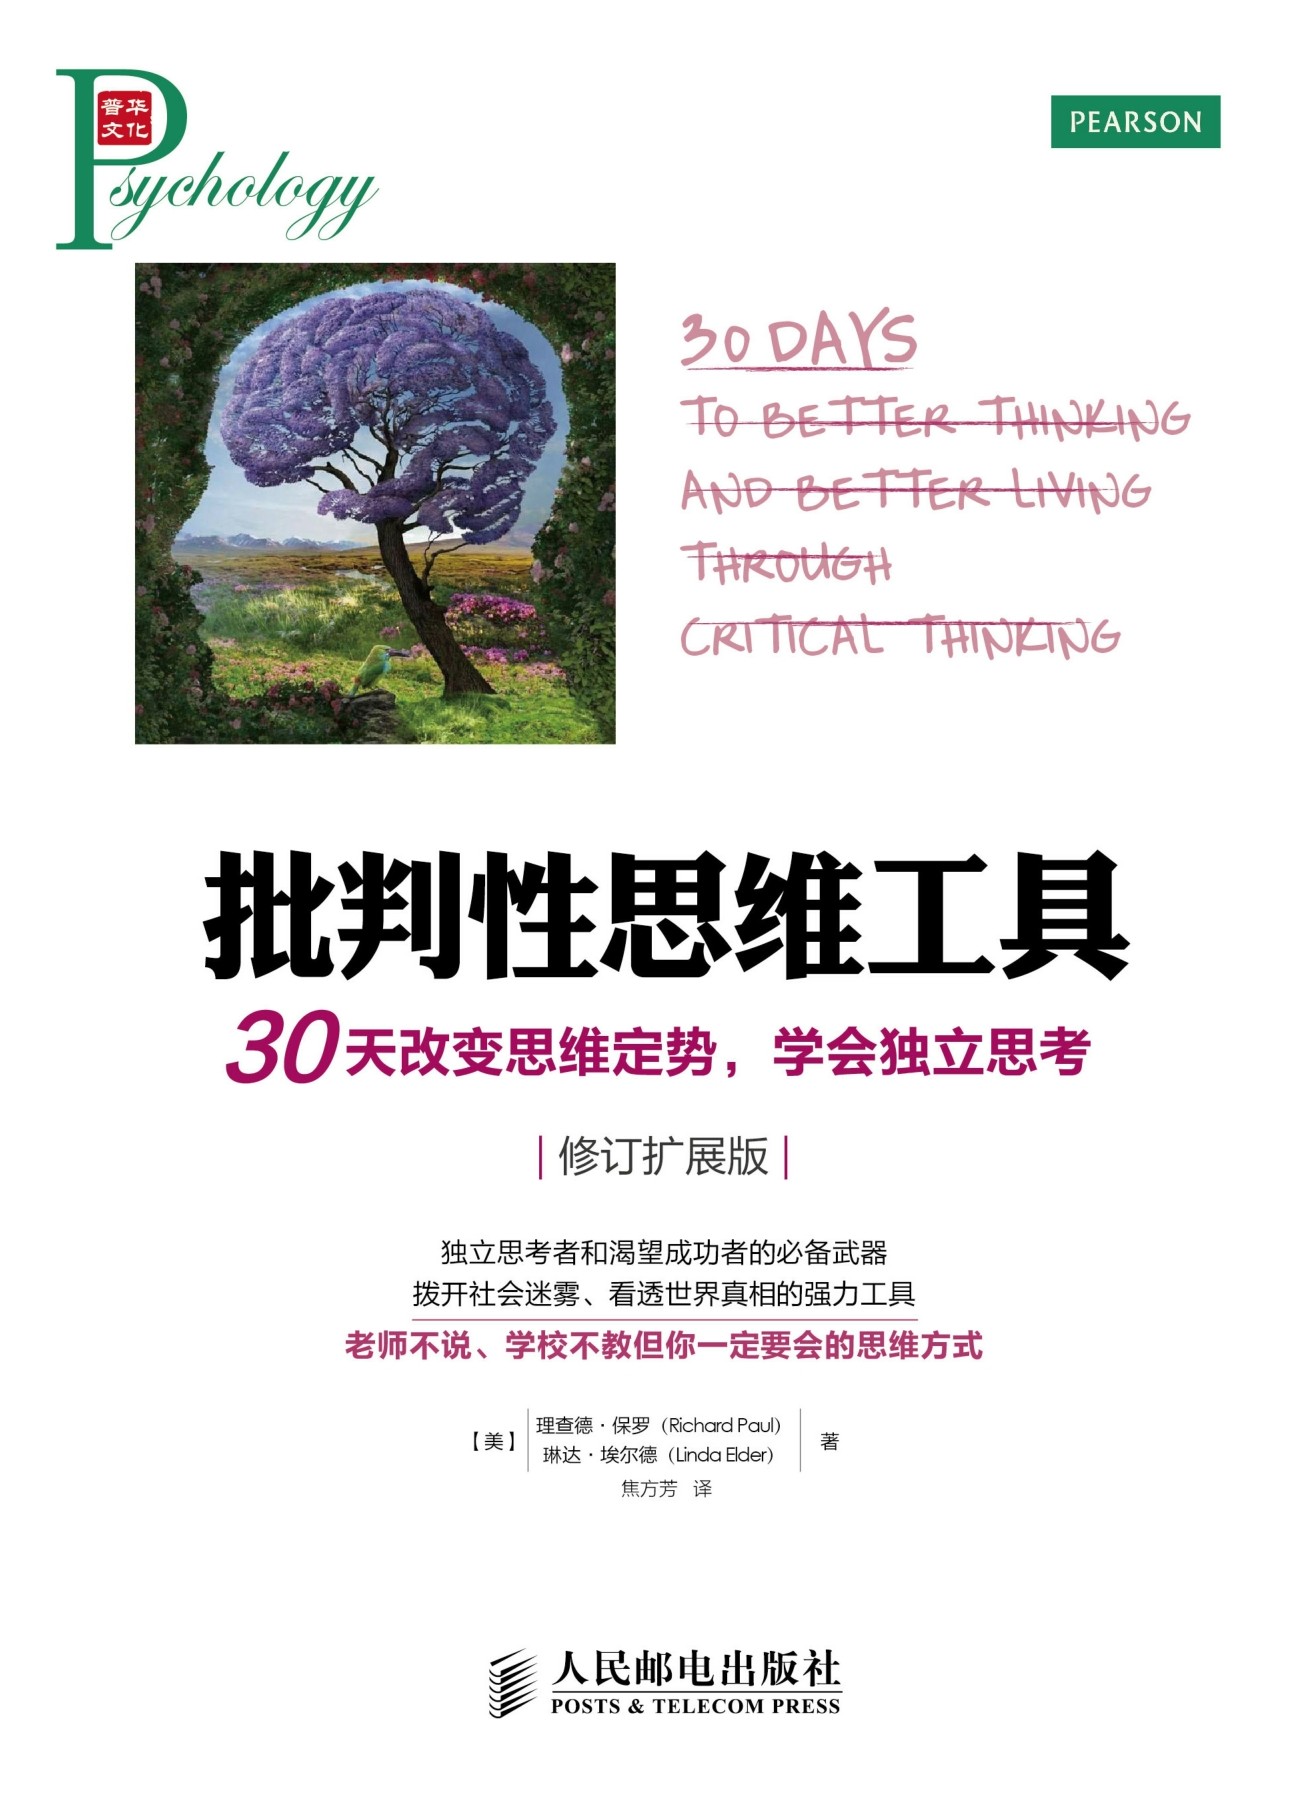 普华
文化
Psychology
PEARSON
30 DAYS
TO BETTER THINKING
AND BETTER LIVING
THROUGH
CRITICAL THINKING
批判性思维工具
30天改变思维定势，学会独立思考
|修订扩展版|
独立思考者和渴望成功者的必备武器
拨开社会迷雾、看透世界真相的强力工具
老师不说、学校不教但你一定要会的思维方式
【美】 理查德·保罗（Richard Paul） 著
琳达·埃尔德（Linda Elder）
焦方芳 译
人民邮电出版社
POSTS & TELECOM PRESS